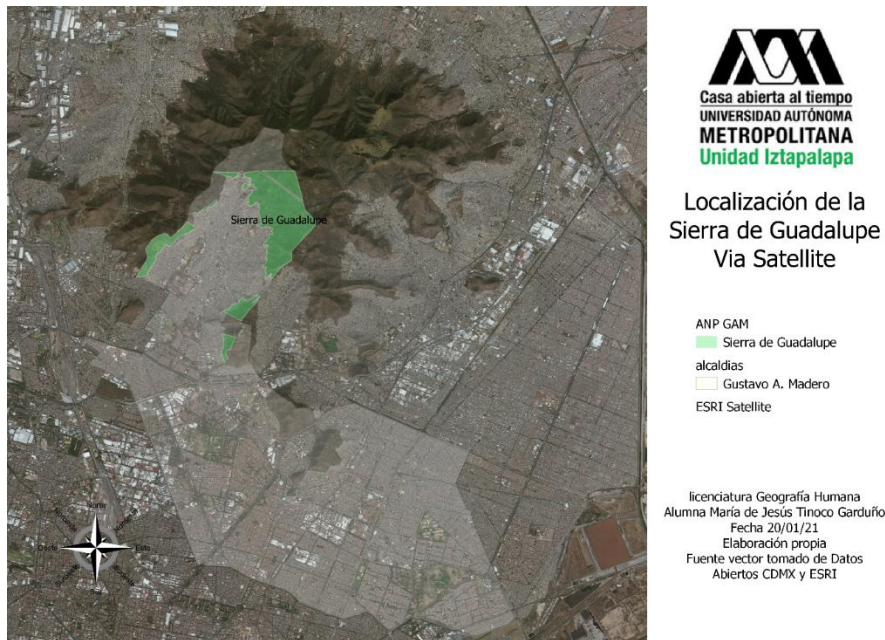 Sierra de Guadalupe
Norte
Oeste
Este
Casa abierta al tiempo
UNIVERSIDAD AUTÓNOMA
METROPOLITANA
Unidad Iztapalapa
Localización de la
Sierra de Guadalupe
Via Satellite
ANP GAM
Sierra de Guadalupe
alcaldias
Gustavo A. Madero
ESRI Satellite
licenciatura Geografía Humana
Alumna María de Jesús Tinoco Garduño
Fecha 20/01/21
Elaboración propia
Fuente vector tomado de Datos
Abiertos CDMX y ESRI